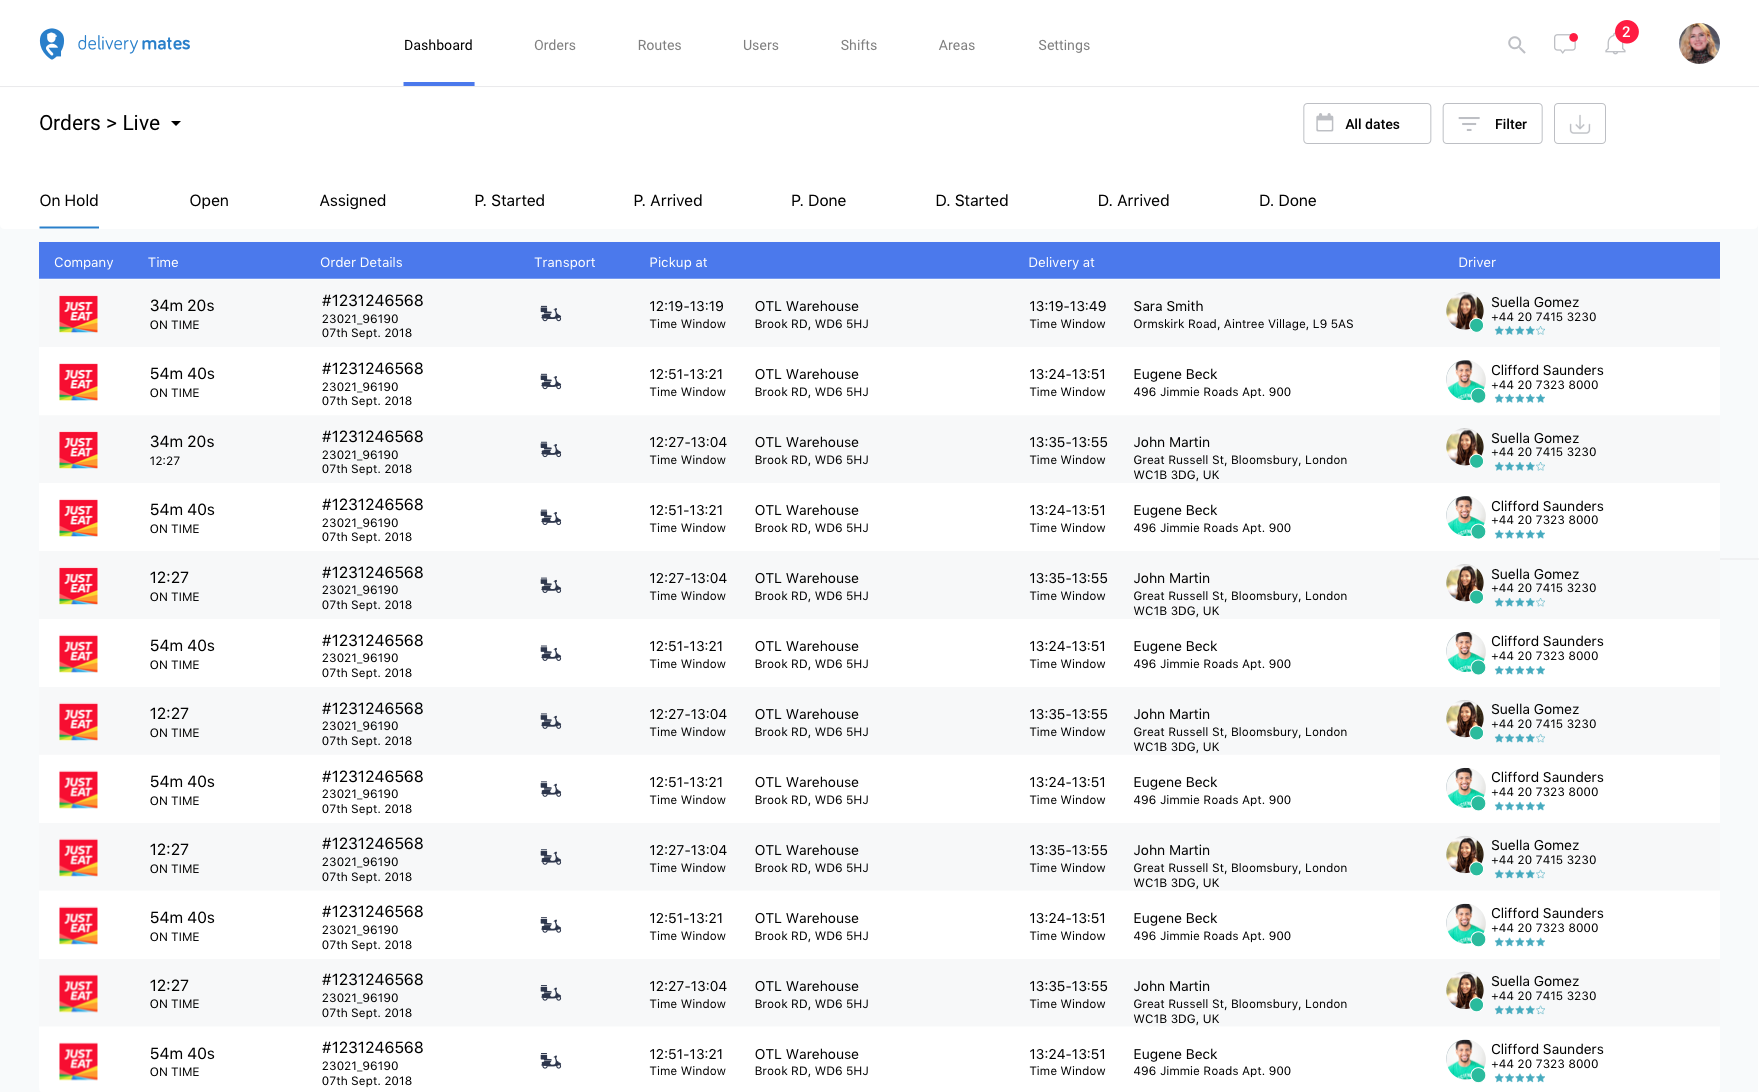 delivery mates
Dashboard Orders Routes Users Shifts Areas Settings 2
Orders > Live All dates Filter
On Hold Open Assigned P. Started P. Arrived P. Done D. Started D. Arrived D. Done
Company Time Order Details Transport Pickup at Delivery at Driver
JUST EAT 34m 20s #1231246568 12:19-13:19 OTL Warehouse 13:19-13:49 Sara Smith Suella Gomez
ON TIME 23021_96190 Time Window Brook RD, WD6 5HJ Time Window Ormskirk Road, Aintree Village, L9 5AS +44 20 7415 3230
07th Sept. 2018
JUST EAT 54m 40s #1231246568 12:51-13:21 OTL Warehouse 13:24-13:51 Eugene Beck Clifford Saunders
ON TIME 23021_96190 Time Window Brook RD, WD6 5HJ Time Window 496 Jimmie Roads Apt. 900 +44 20 7323 8000
07th Sept. 2018
JUST EAT 34m 20s #1231246568 12:27-13:04 OTL Warehouse 13:35-13:55 John Martin Suella Gomez
12:27 23021_96190 Time Window Brook RD, WD6 5HJ Time Window Great Russell St, Bloomsbury, London +44 20 7415 3230
07th Sept. 2018 WC1B 3DG, UK
JUST EAT 54m 40s #1231246568 12:51-13:21 OTL Warehouse 13:24-13:51 Eugene Beck Clifford Saunders
ON TIME 23021_96190 Time Window Brook RD, WD6 5HJ Time Window 496 Jimmie Roads Apt. 900 +44 20 7323 8000
07th Sept. 2018
JUST EAT 12:27 #1231246568 12:27-13:04 OTL Warehouse 13:35-13:55 John Martin Suella Gomez
ON TIME 23021_96190 Time Window Brook RD, WD6 5HJ Time Window Great Russell St, Bloomsbury, London +44 20 7415 3230
07th Sept. 2018 WC1B 3DG, UK
JUST EAT 54m 40s #1231246568 12:51-13:21 OTL Warehouse 13:24-13:51 Eugene Beck Clifford Saunders
ON TIME 23021_96190 Time Window Brook RD, WD6 5HJ Time Window 496 Jimmie Roads Apt. 900 +44 20 7323 8000
07th Sept. 2018
JUST EAT 12:27 #1231246568 12:27-13:04 OTL Warehouse 13:35-13:55 John Martin Suella Gomez
ON TIME 23021_96190 Time Window Brook RD, WD6 5HJ Time Window Great Russell St, Bloomsbury, London +44 20 7415 3230
07th Sept. 2018 WC1B 3DG, UK
JUST EAT 54m 40s #1231246568 12:51-13:21 OTL Warehouse 13:24-13:51 Eugene Beck Clifford Saunders
ON TIME 23021_96190 Time Window Brook RD, WD6 5HJ Time Window 496 Jimmie Roads Apt. 900 +44 20 7323 8000
07th Sept. 2018
JUST EAT 12:27 #1231246568 12:27-13:04 OTL Warehouse 13:35-13:55 John Martin Suella Gomez
ON TIME 23021_96190 Time Window Brook RD, WD6 5HJ Time Window Great Russell St, Bloomsbury, London +44 20 7415 3230
07th Sept. 2018 WC1B 3DG, UK
JUST EAT 54m 40s #1231246568 12:51-13:21 OTL Warehouse 13:24-13:51 Eugene Beck Clifford Saunders
ON TIME 23021_96190 Time Window Brook RD, WD6 5HJ Time Window 496 Jimmie Roads Apt. 900 +44 20 7323 8000
07th Sept. 2018
JUST EAT 12:27 #1231246568 12:27-13:04 OTL Warehouse 13:35-13:55 John Martin Suella Gomez
ON TIME 23021_96190 Time Window Brook RD, WD6 5HJ Time Window Great Russell St, Bloomsbury, London +44 20 7415 3230
07th Sept. 2018 WC1B 3DG, UK
JUST EAT 54m 40s #1231246568 12:51-13:21 OTL Warehouse 13:24-13:51 Eugene Beck Clifford Saunders
ON TIME 23021_96190 Time Window Brook RD, WD6 5HJ Time Window 496 Jimmie Roads Apt. 900 +44 20 7323 8000
07th Sept. 2018